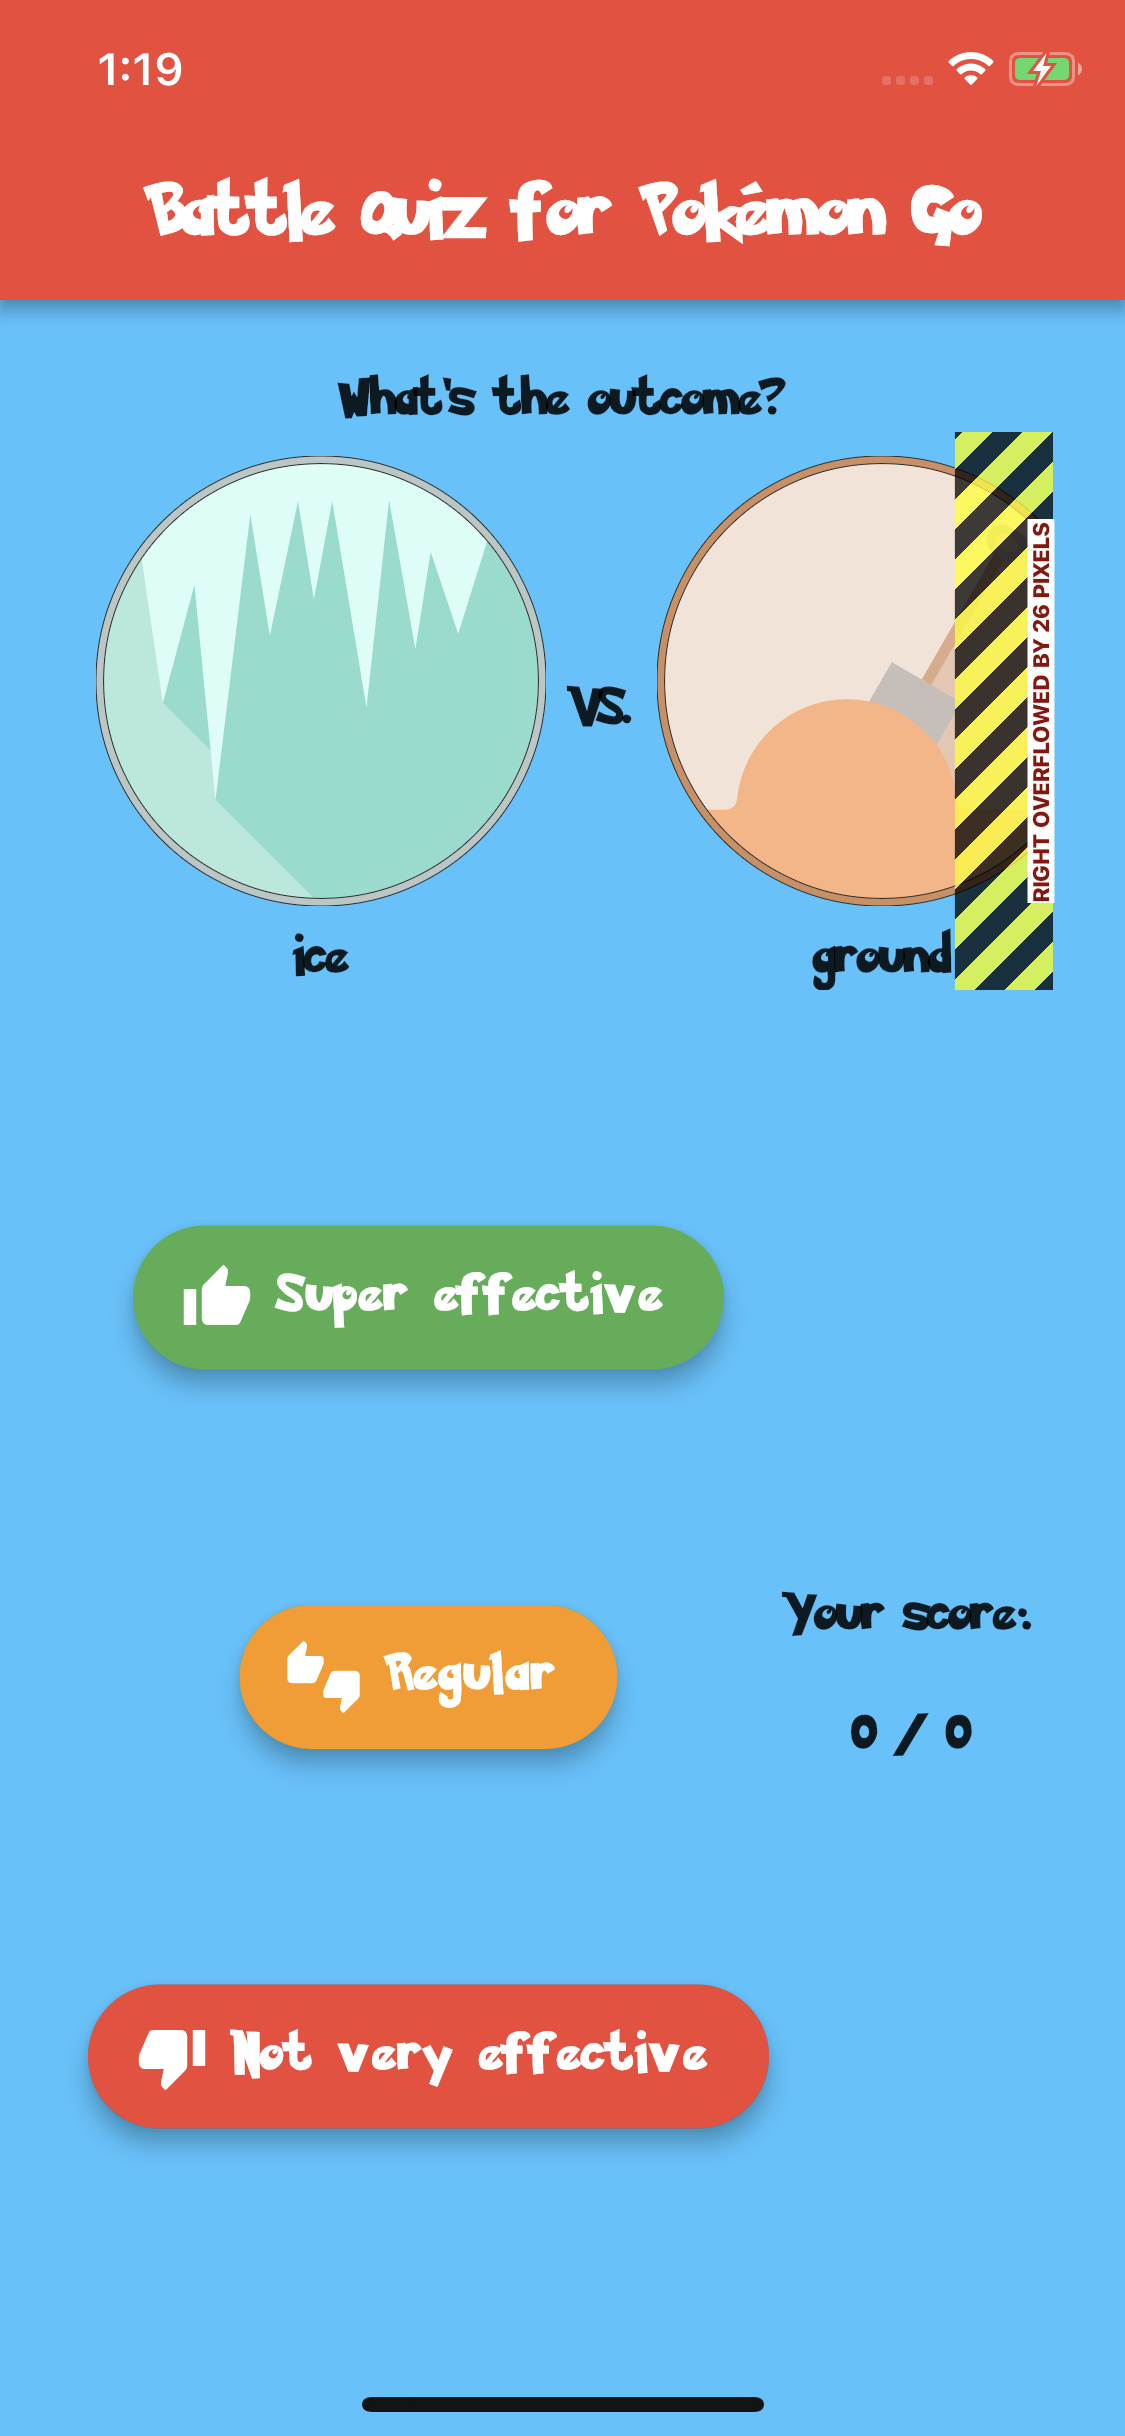 1:19
Battle Quiz for Pokémon Go
What's the outcome?
VS.
RIGHT OVERFLOWED BY 26 PIXELS
ice
ground
Super effective
Regular
Your score:
0 / 0
Not very effective